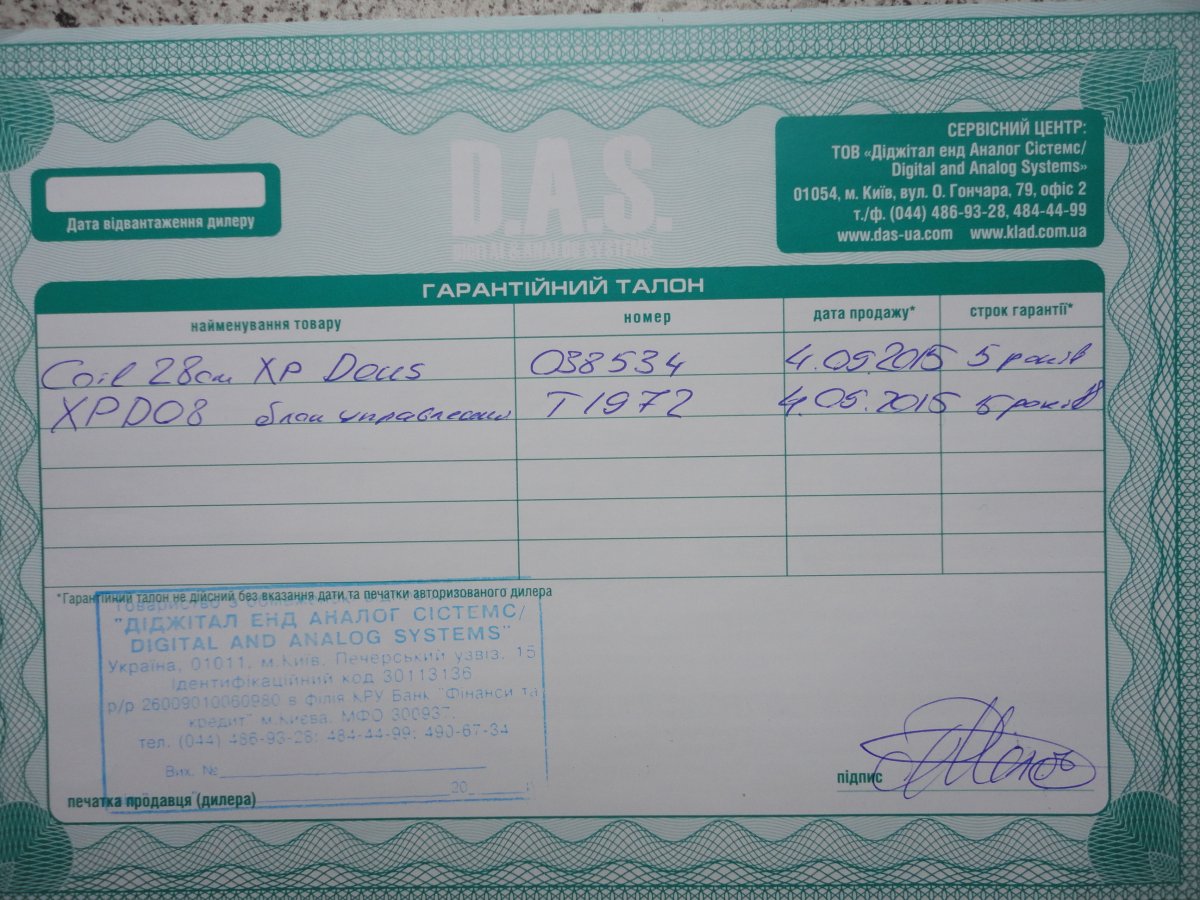 D.A.S.
DIGITAL & ANALOG SYSTEMS
СЕРВІСНИЙ ЦЕНТР:
ТОВ «Діджітал енд Аналог Сістемс/
Digital and Analog Systems»
01054, м. Київ, вул. О. Гончара, 79, офіс 2
т./ф. (044) 486-93-28, 484-44-99
www.das-ua.com www.klad.com.ua
Дата відвантаження дилеру
ГАРАНТІЙНИЙ ТАЛОН
найменування товару номер дата продажу* строк гарантії*
Coil 28см XP Deus 038534 4.05.2015 5 років
XPD08 блок управления T1972 4.05.2015 5 років
*Гарантійний талон не дійсний без вказання дати та печатки авторизованого дилера
Товариство з
"ДІДЖІТАЛ ЕНД АНАЛОГ СІСТЕМС/
DIGITAL AND ANALOG SYSTEMS"
Україна, 01011, м.Київ, Печерський узвіз, 15
Ідентифікаційний код 30113136
р/р 26009010060980 в філія КРУ Банк "Фінанси та
кредит" м.Києва, МФО 300937,
тел. (044) 486-93-28; 484-44-99; 490-67-34
Вих. №
20
печатка продавця (дилера)
підпис